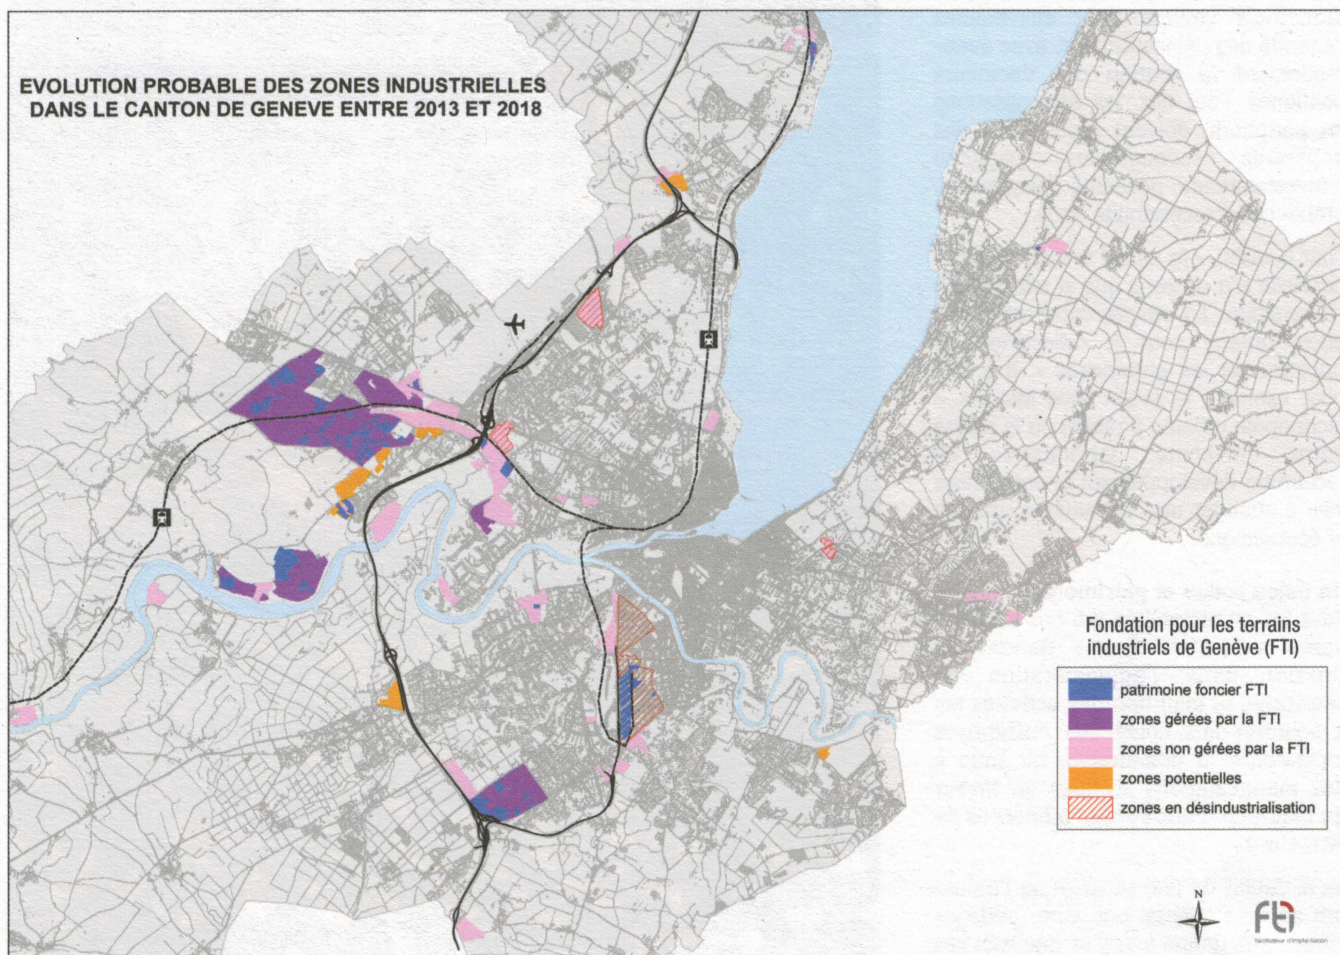 EVOLUTION PROBABLE DES ZONES INDUSTRIELLES
DANS LE CANTON DE GENEVE ENTRE 2013 ET 2018
Fondation pour les terrains
industriels de Genève (FTI)
patrimoine foncier FTI
zones gérées par la FTI
zones non gérées par la FTI
zones potentielles
zones en désindustrialisation
N
fti
facilitateur d'implantation